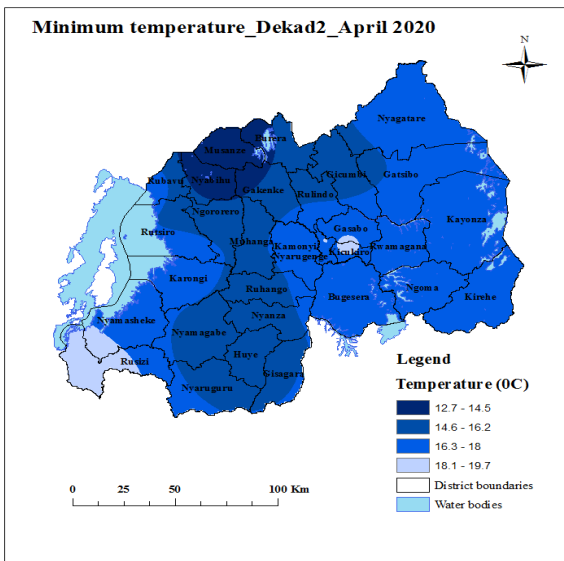 Minimum temperature_Dekad2_April 2020
N
Nyagatare
Burera
Musanze
Gicumbi
Gatsibo
Rubavu
Nyabihu
Gakenke
Rulindo
Ngororero
Kayonza
Rutsiro
Gasabo
Muhanga
Kamonyi
Rwamagana
Nyarugenge
Kicukiro
Karongi
Ruhango
Ngoma
Bugesera
Kirehe
Nyamasheke
Nyanza
Nyamagabe
Huye
Rusizi
Gisagara
Nyaruguru
Legend
Temperature (0C)
12.7 - 14.5
14.6 - 16.2
16.3 - 18
18.1 - 19.7
District boundaries
Water bodies
0 25 50 100 Km